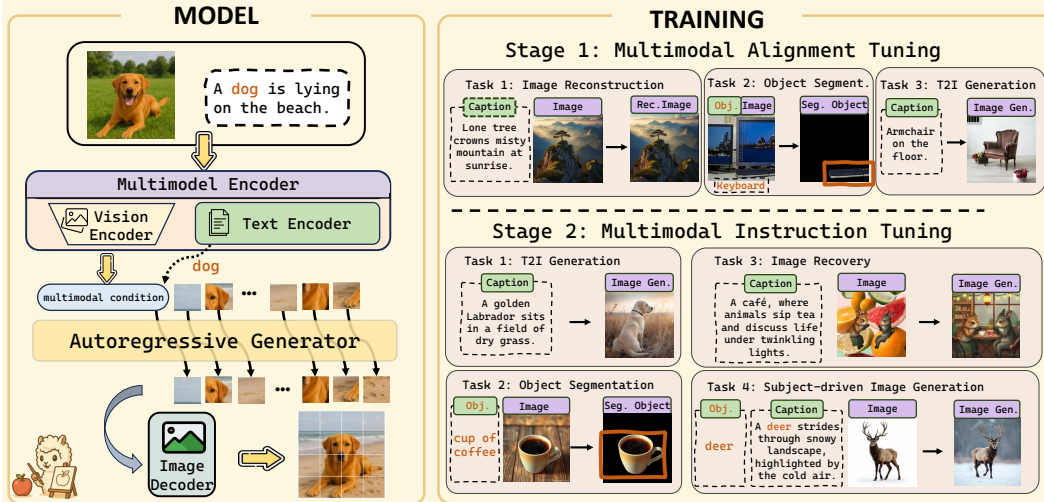 MODEL
A dog is lying
on the beach.
Multimodel Encoder
Vision
Encoder
Text Encoder
dog
multimodal condition
Autoregressive Generator
Image
Decoder
TRAINING
Stage 1: Multimodal Alignment Tuning
Task 1: Image Reconstruction
Caption
Lone tree
crowns misty
mountain at
sunrise.
Image
Rec.Image
Task 2: Object Segment.
Obj.
Image
Keyboard
Seg. Object
Task 3: T2I Generation
Caption
Armchair
on the
floor.
Image Gen.
Stage 2: Multimodal Instruction Tuning
Task 1: T2I Generation
Caption
A golden
Labrador sits
in a field of
dry grass.
Image Gen.
Task 3: Image Recovery
Caption
A café, where
animals sip tea
and discuss life
under twinkling
lights.
Image
Image Gen.
Task 2: Object Segmentation
Obj.
cup of
coffee
Image
Seg. Object
Task 4: Subject-driven Image Generation
Obj.
deer
Caption
A deer strides
through snowy
landscape,
highlighted by
the cold air.
Image
Image Gen.